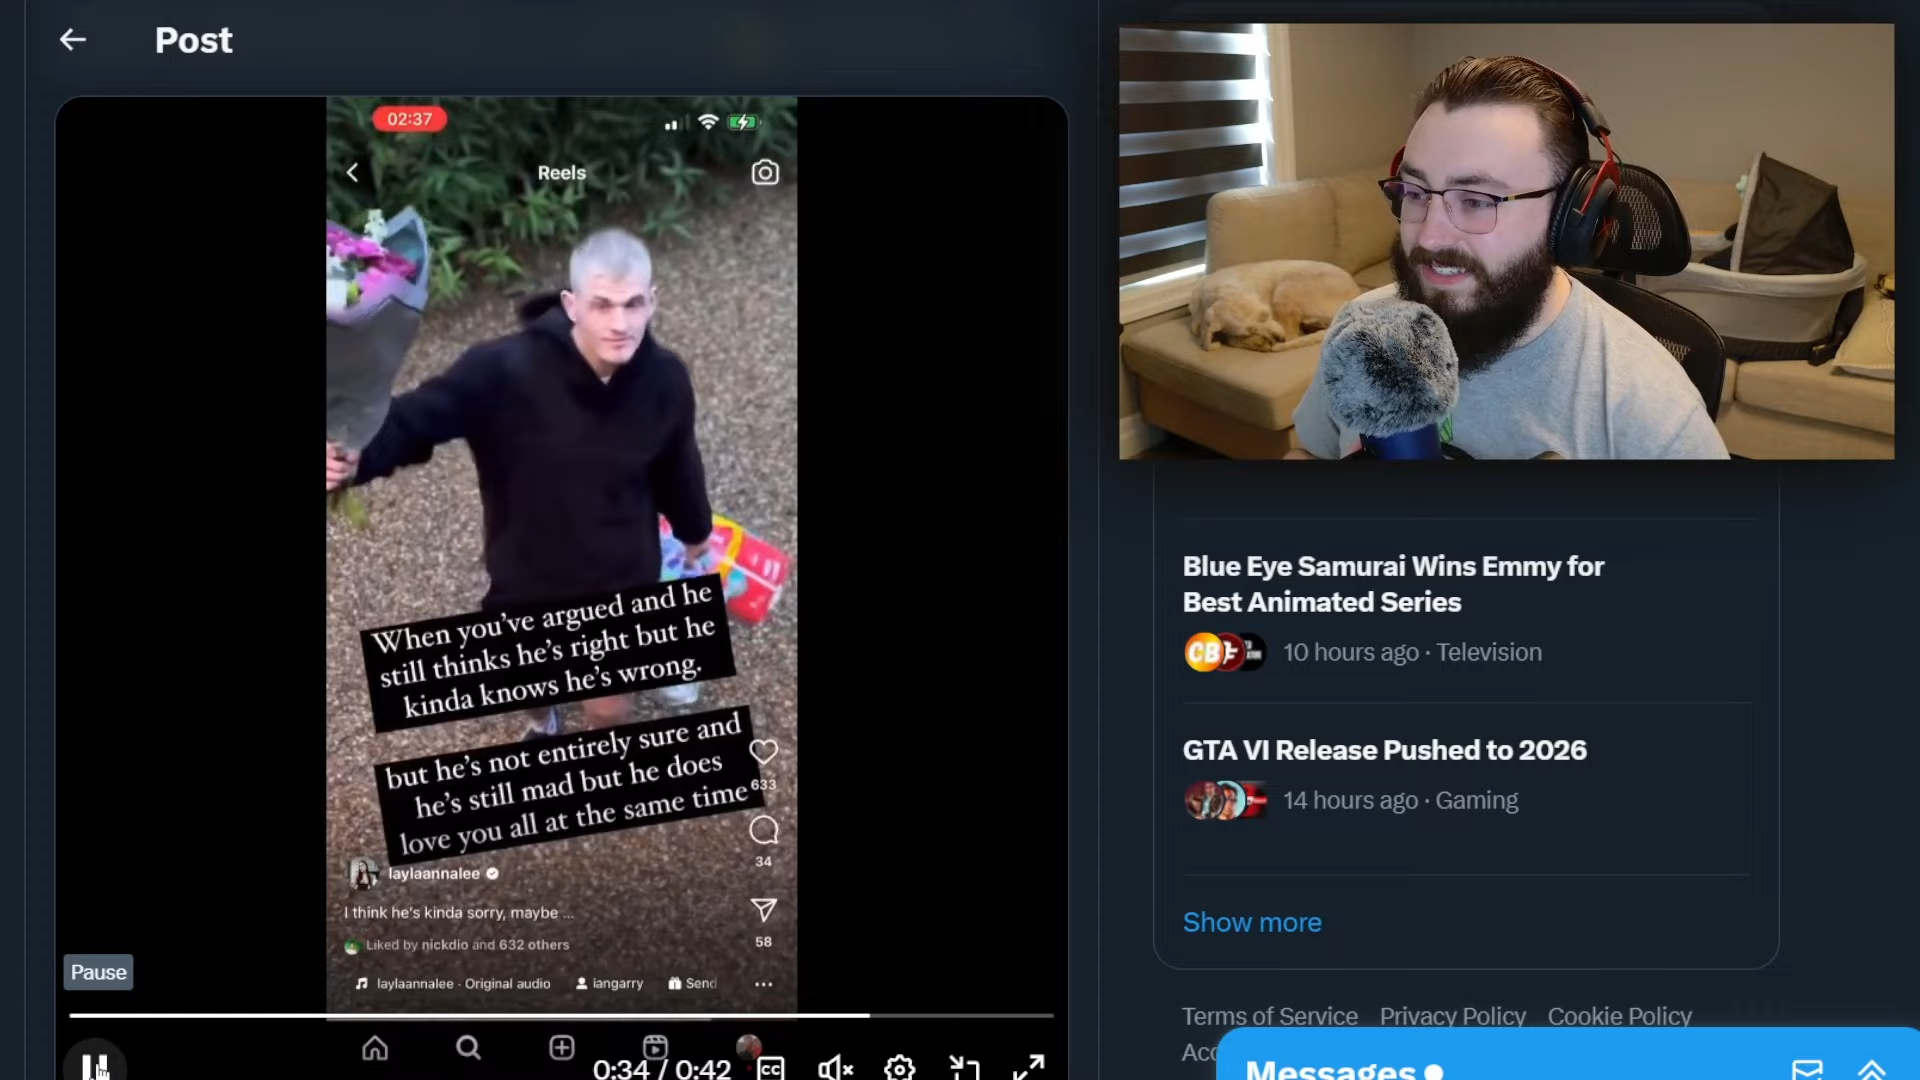 Post
02:37
Reels
When you've argued and he
still thinks he's right but he
kinda knows he's wrong.
but he's not entirely sure and
he's still mad but he does
love you all at the same time
633
34
laylaannalee
I think he's kinda sorry, maybe ...
58
Liked by nickdio and 632 others
Pause
laylaannalee · Original audio
iangarry
Send
0:34 / 0:42
CC
Blue Eye Samurai Wins Emmy for
Best Animated Series
CB
10 hours ago · Television
GTA VI Release Pushed to 2026
14 hours ago · Gaming
Show more
Terms of Service Privacy Policy Cookie Policy
Messages